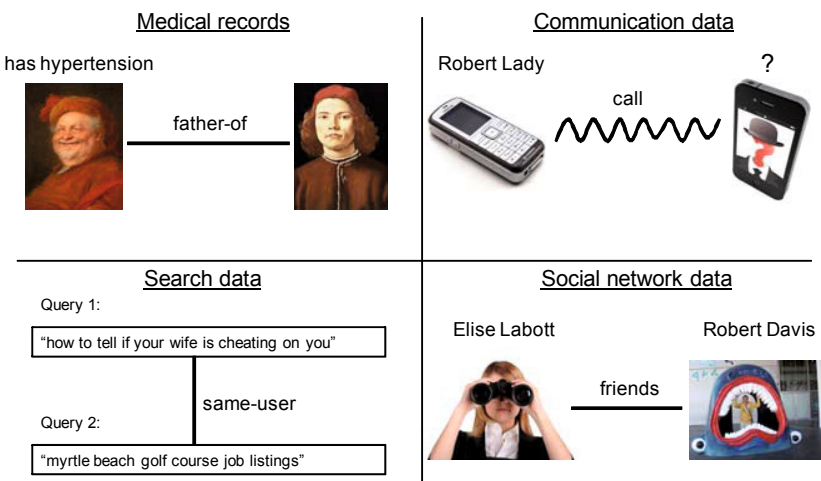 Medical records
has hypertension
father-of
Communication data
Robert Lady
?
call
Search data
Query 1:
“how to tell if your wife is cheating on you”
same-user
Query 2:
“myrtle beach golf course job listings”
Social network data
Elise Labott
Robert Davis
friends